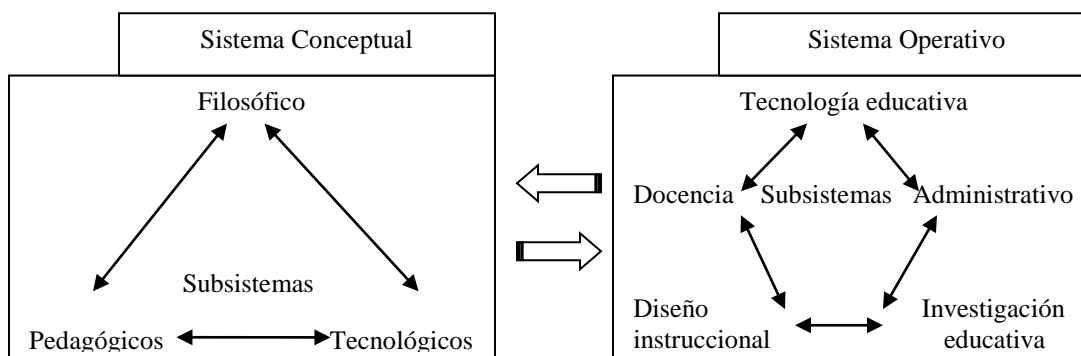 Sistema Conceptual
Filosófico
Subsistemas
Pedagógicos
Tecnológicos
Sistema Operativo
Tecnología educativa
Docencia
Subsistemas
Administrativo
Diseño
instruccional
Investigación
educativa